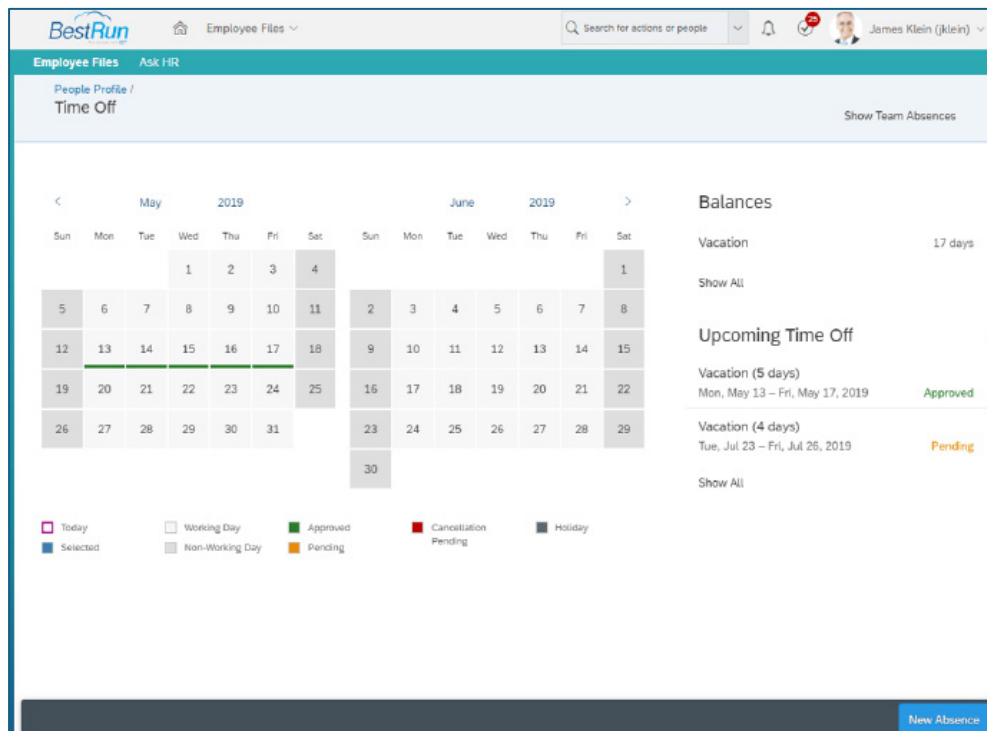 BestRun
Employee Files
Search for actions or people
25
James Klein (jklein)
Employee Files Ask HR
People Profile /
Time Off
Show Team Absences
< May 2019 June 2019 >
Sun Mon Tue Wed Thu Fri Sat Sun Mon Tue Wed Thu Fri Sat
1 2 3 4 1
5 6 7 8 9 10 11 2 3 4 5 6 7 8
12 13 14 15 16 17 18 9 10 11 12 13 14 15
19 20 21 22 23 24 25 16 17 18 19 20 21 22
26 27 28 29 30 31 23 24 25 26 27 28 29
30
Today Working Day Approved Cancellation Pending Holiday
Selected Non-Working Day Pending
Balances
Vacation 17 days
Show All
Upcoming Time Off
Vacation (5 days)
Mon, May 13 – Fri, May 17, 2019 Approved
Vacation (4 days)
Tue, Jul 23 – Fri, Jul 26, 2019 Pending
Show All
New Absence